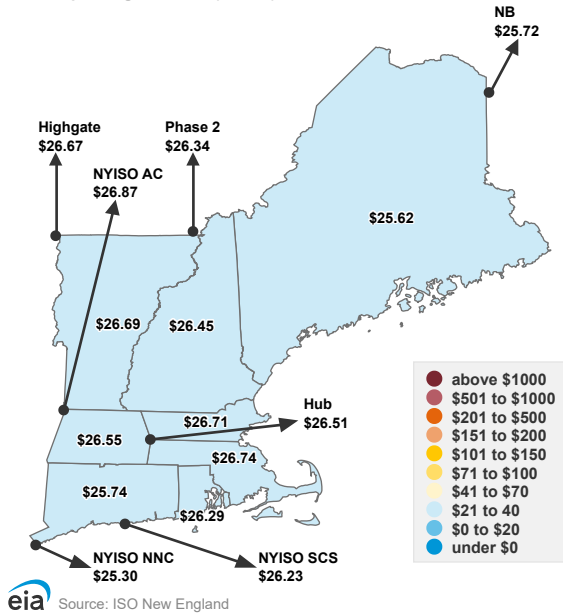 NB
$25.72
Highgate
$26.67
Phase 2
$26.34
NYISO AC
$26.87
$25.62
$26.69
$26.45
Hub
$26.51
$26.71
$26.55
$26.74
$25.74
$26.29
NYISO NNC
$25.30
NYISO SCS
$26.23
above $1000
$501 to $1000
$201 to $500
$151 to $200
$101 to $150
$71 to $100
$41 to $70
$21 to 40
$0 to $20
under $0
eia
Source: ISO New England